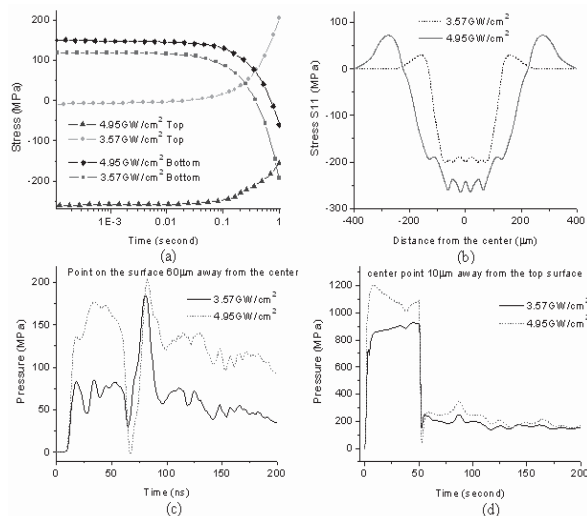 150
100
0
-100
-200
Stress (MPa)
4.95GW/cm² Top
3.57GW/cm² Top
4.95GW/cm² Bottom
3.57GW/cm² Bottom
1E-3
0.01
0.1
1
Time (second)
(a)
200
100
0
-100
-200
-300
Stress S11 (MPa)
3.57GW/cm²
4.95GW/cm²
-400
-200
0
200
400
Distance from the center (μm)
(b)
Point on the surface 60μm away from the center
200
150
100
50
0
Pressure (MPa)
3.57GW/cm²
4.95GW/cm²
0
50
100
150
200
Time (ns)
(c)
center point 10μm away from the top surface
1200
1000
800
600
400
200
0
Pressure (MPa)
3.57GW/cm²
4.95GW/cm²
0
50
100
150
200
Time (second)
(d)